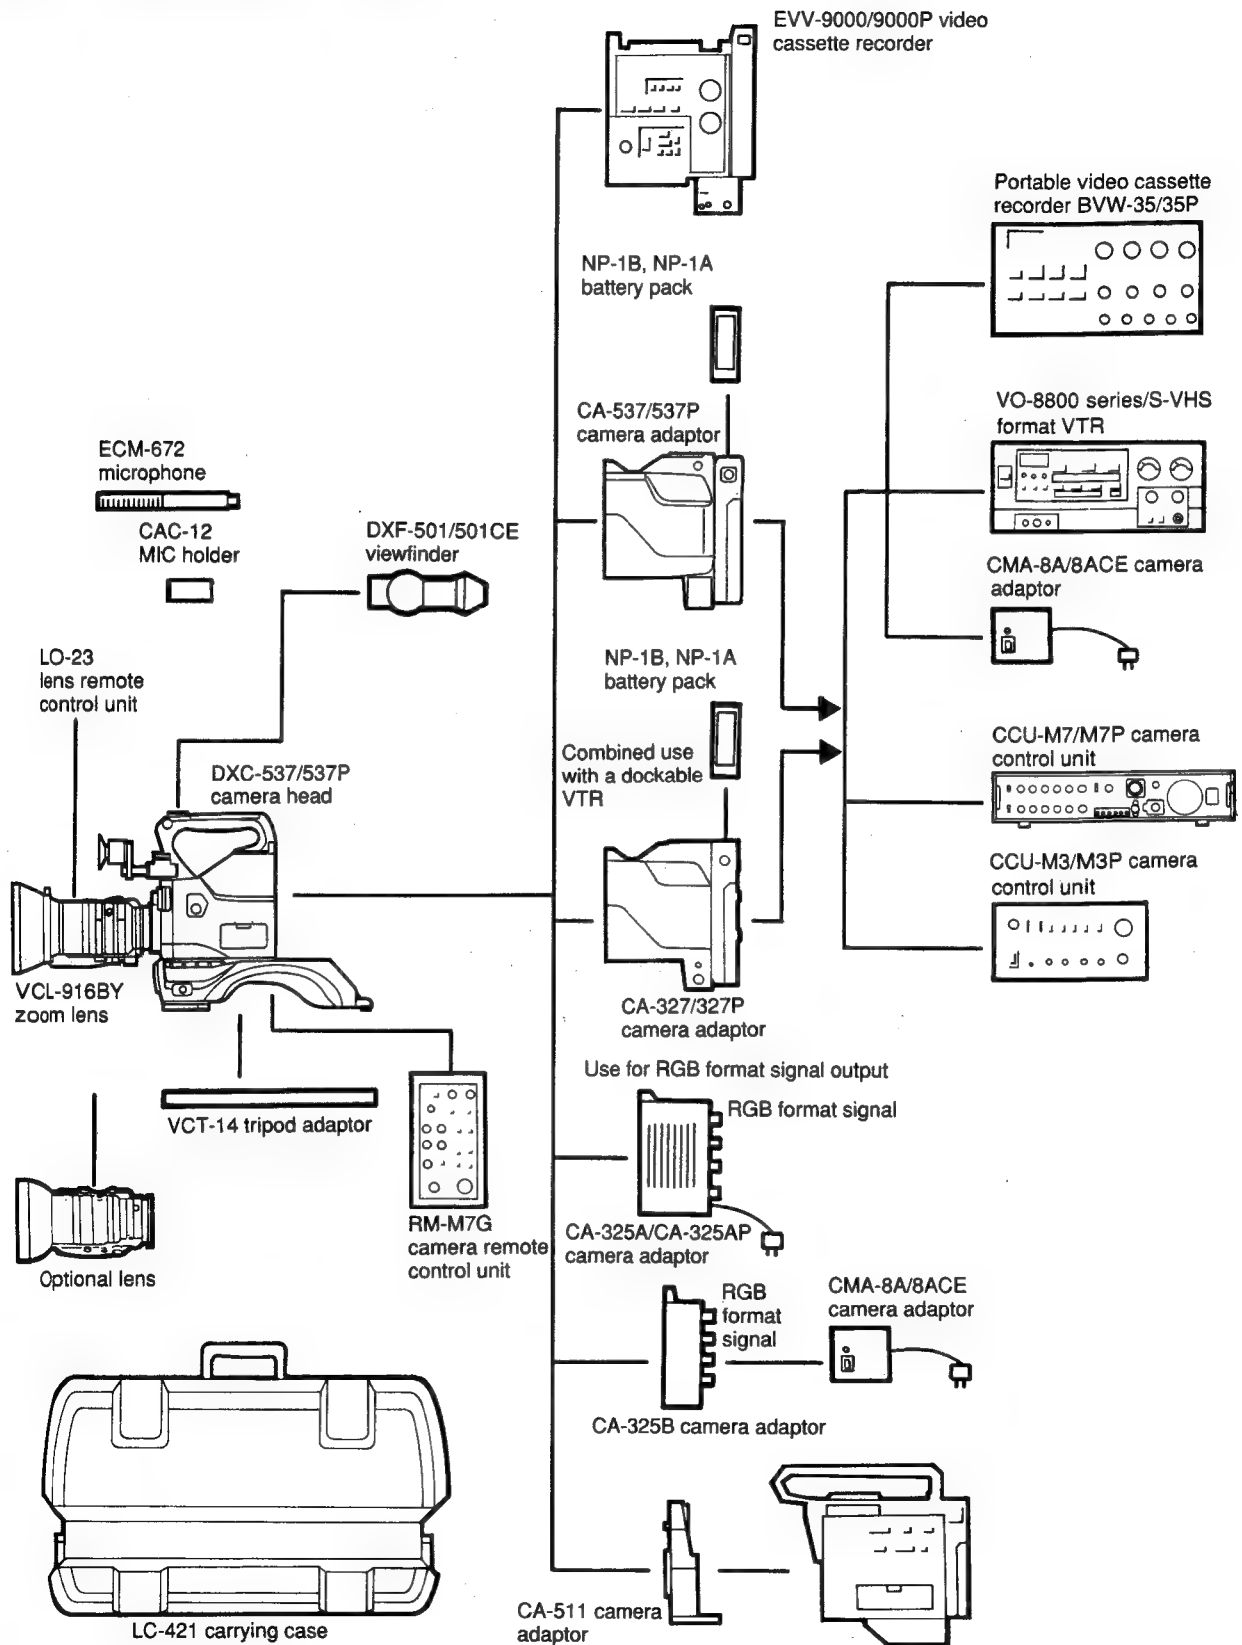 EVV-9000/9000P video
cassette recorder
Portable video cassette
recorder BVW-35/35P
NP-1B, NP-1A
battery pack
VO-8800 series/S-VHS
format VTR
CA-537/537P
camera adaptor
ECM-672
microphone
CAC-12
MIC holder
DXF-501/501CE
viewfinder
CMA-8A/8ACE camera
adaptor
LO-23
lens remote
control unit
NP-1B, NP-1A
battery pack
CCU-M7/M7P camera
control unit
Combined use
with a dockable
VTR
DXC-537/537P
camera head
CCU-M3/M3P camera
control unit
VCL-916BY
zoom lens
CA-327/327P
camera adaptor
Use for RGB format signal output
RGB format signal
VCT-14 tripod adaptor
RM-M7G
camera remote
control unit
CA-325A/CA-325AP
camera adaptor
Optional lens
RGB
format
signal
CMA-8A/8ACE
camera adaptor
CA-325B camera adaptor
CA-511 camera
adaptor
LC-421 carrying case